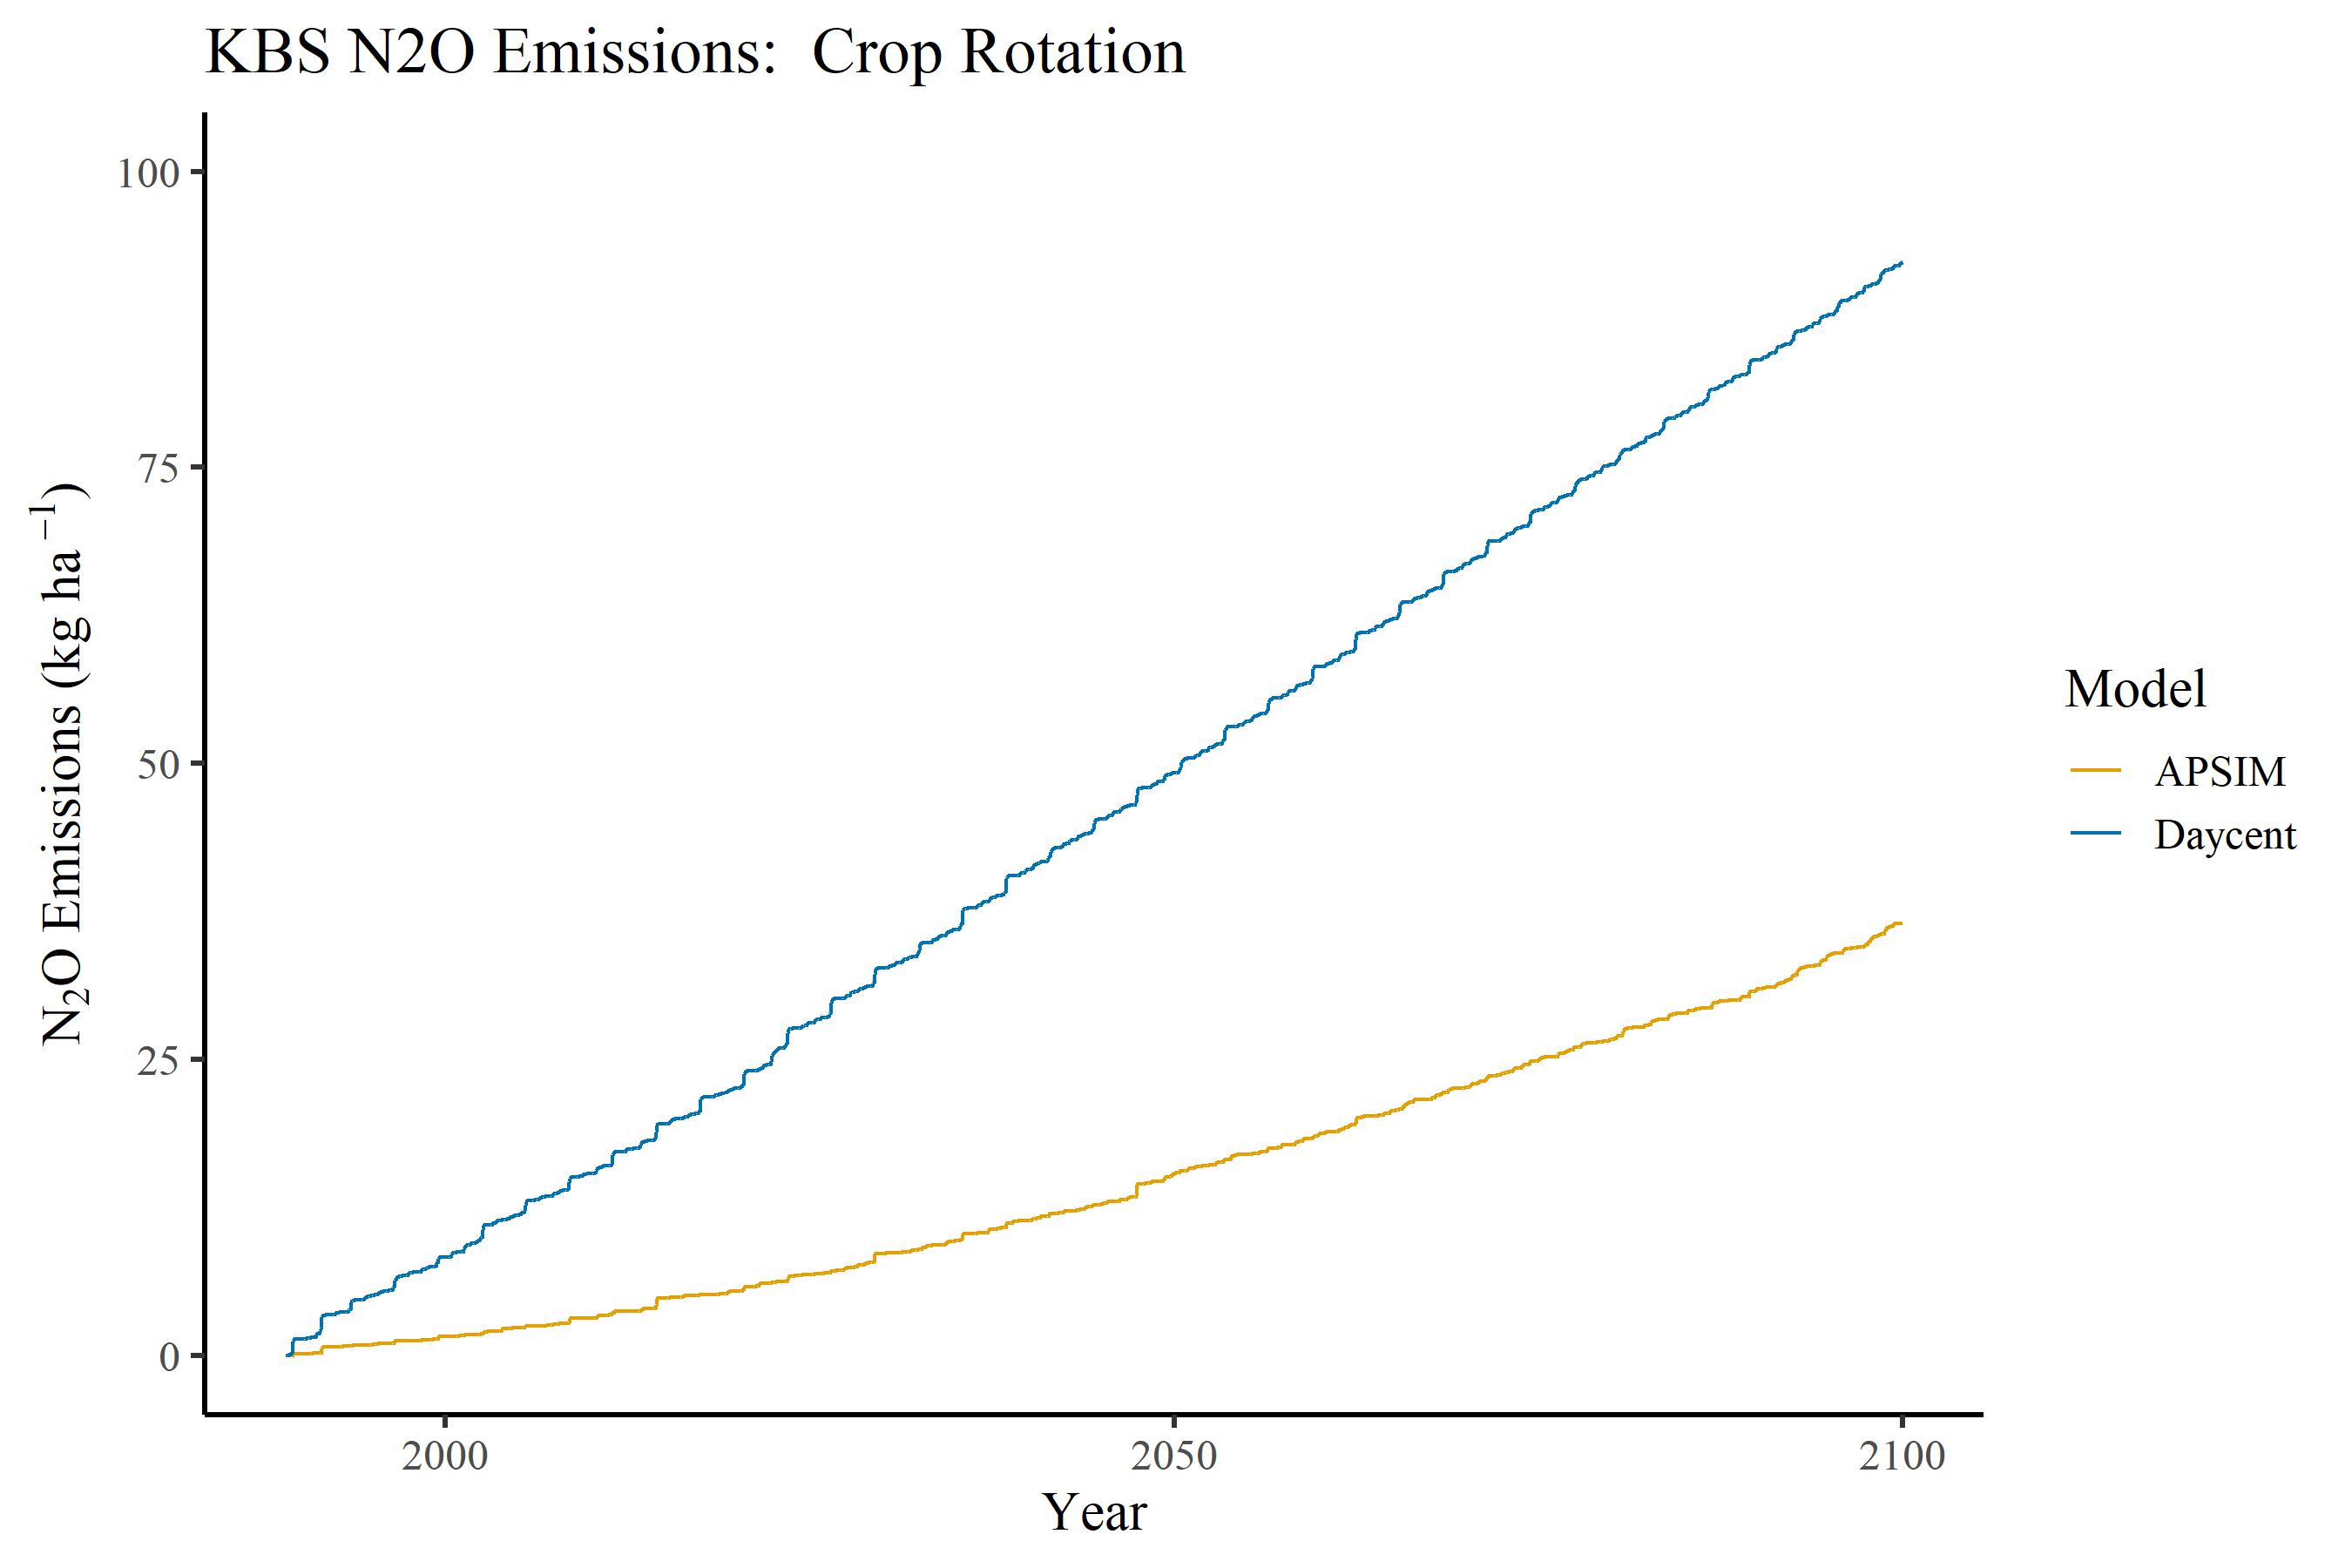 KBS N2O Emissions:  Crop Rotation
N₂O Emissions (kg ha ⁻¹)
100
75
50
25
0
2000
2050
2100
Year
Model
APSIM
Daycent